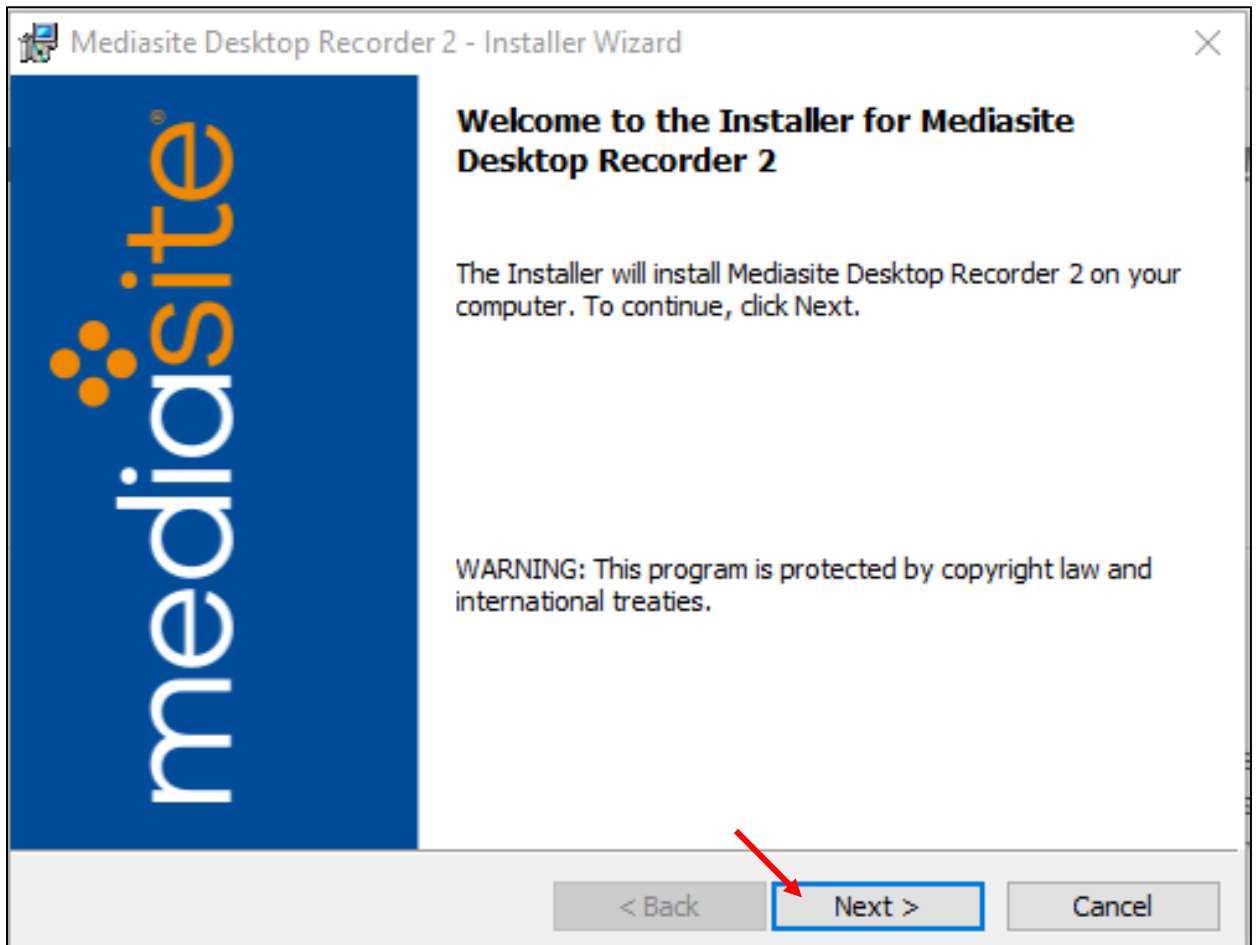 Mediasite Desktop Recorder 2 - Installer Wizard
mediasite®
Welcome to the Installer for Mediasite
Desktop Recorder 2
The Installer will install Mediasite Desktop Recorder 2 on your
computer. To continue, click Next.
WARNING: This program is protected by copyright law and
international treaties.
< Back
Next >
Cancel